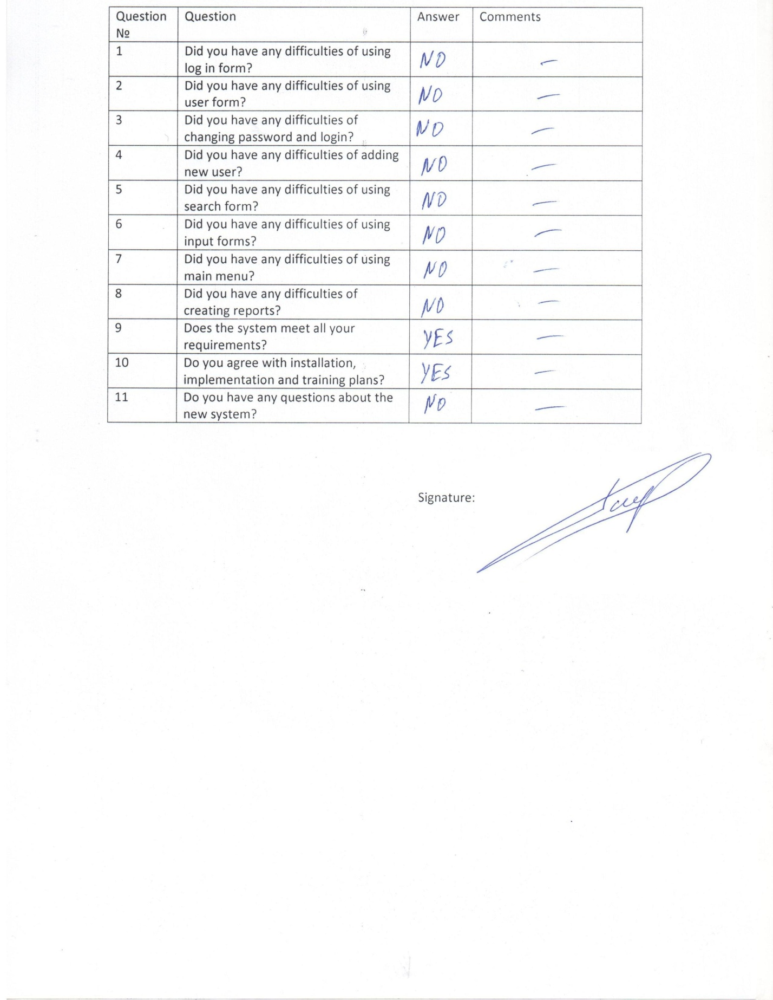 Question Question Answer Comments
№
1 Did you have any difficulties of using NO —
log in form?
2 Did you have any difficulties of using NO —
user form?
3 Did you have any difficulties of NO —
changing password and login?
4 Did you have any difficulties of adding NO —
new user?
5 Did you have any difficulties of using NO —
search form?
6 Did you have any difficulties of using NO —
input forms?
7 Did you have any difficulties of using NO —
main menu?
8 Did you have any difficulties of NO —
creating reports?
9 Does the system meet all your YES —
requirements?
10 Do you agree with installation, YES —
implementation and training plans?
11 Do you have any questions about the NO —
new system?
Signature: